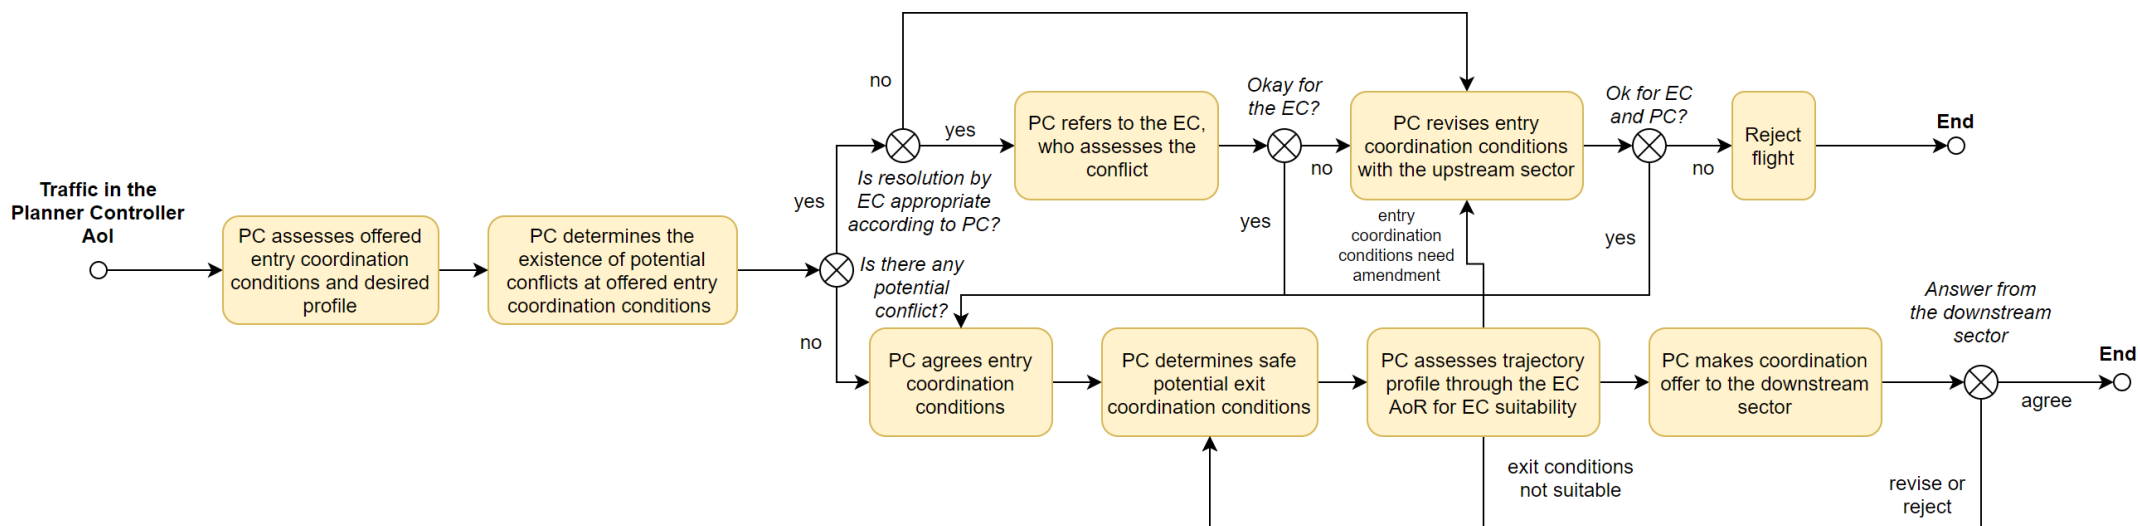 Traffic in the
Planner Controller
AoI
PC assesses offered
entry coordination
conditions and desired
profile
PC determines the
existence of potential
conflicts at offered entry
coordination conditions
yes
no
Is there any
potential
conflict?
no
yes
Is resolution by
EC appropriate
according to PC?
PC refers to the EC,
who assesses the
conflict
Okay for
the EC?
no
yes
PC revises entry
coordination conditions
with the upstream sector
entry
coordination
conditions need
amendment
Ok for EC
and PC?
no
yes
Reject
flight
End
PC agrees entry
coordination
conditions
PC determines safe
potential exit
coordination conditions
PC assesses trajectory
profile through the EC
AoR for EC suitability
exit conditions
not suitable
PC makes coordination
offer to the downstream
sector
Answer from
the downstream
sector
agree
End
revise or
reject